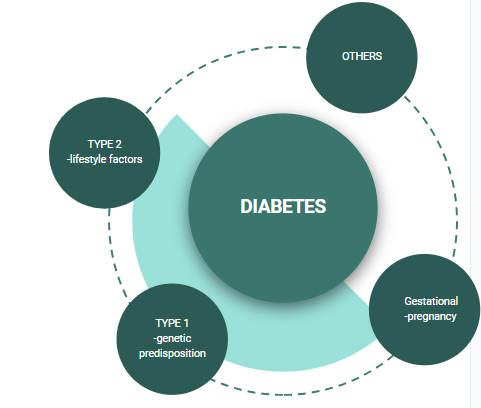 OTHERS
TYPE 2
-lifestyle factors
DIABETES
Gestational
-pregnancy
TYPE 1
-genetic
predisposition